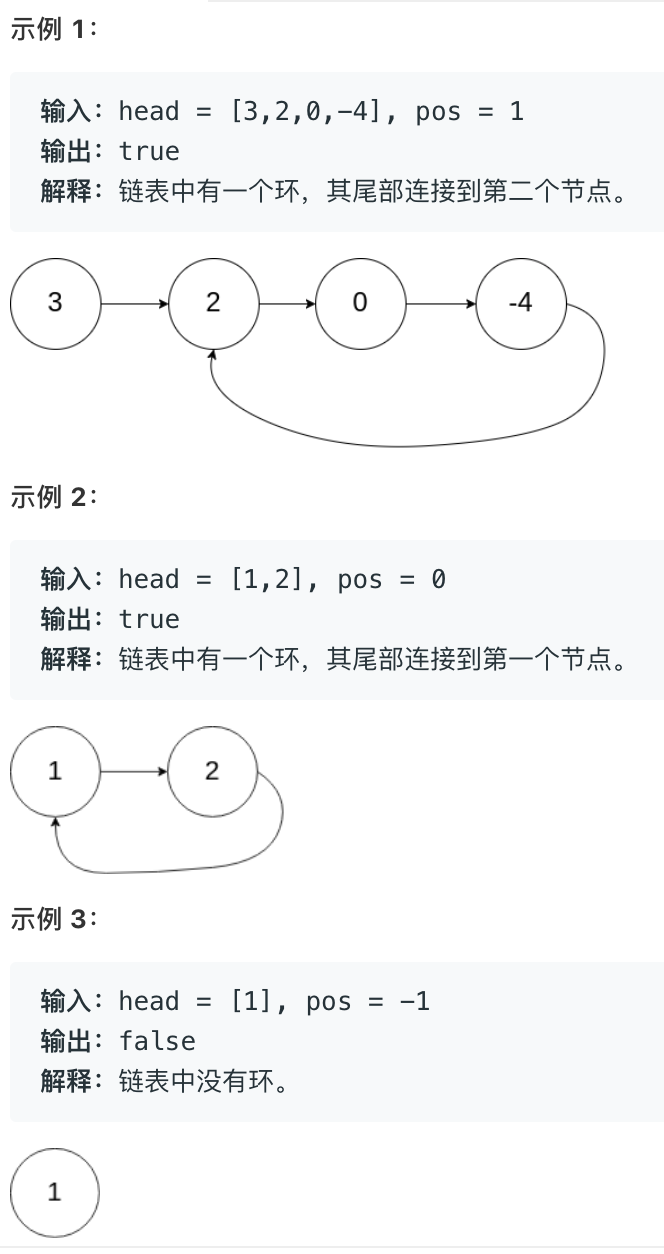 示例 1：
输入：head = [3,2,0,-4], pos = 1
输出：true
解释：链表中有一个环，其尾部连接到第二个节点。
3 2 0 -4
示例 2：
输入：head = [1,2], pos = 0
输出：true
解释：链表中有一个环，其尾部连接到第一个节点。
1 2
示例 3：
输入：head = [1], pos = -1
输出：false
解释：链表中没有环。
1